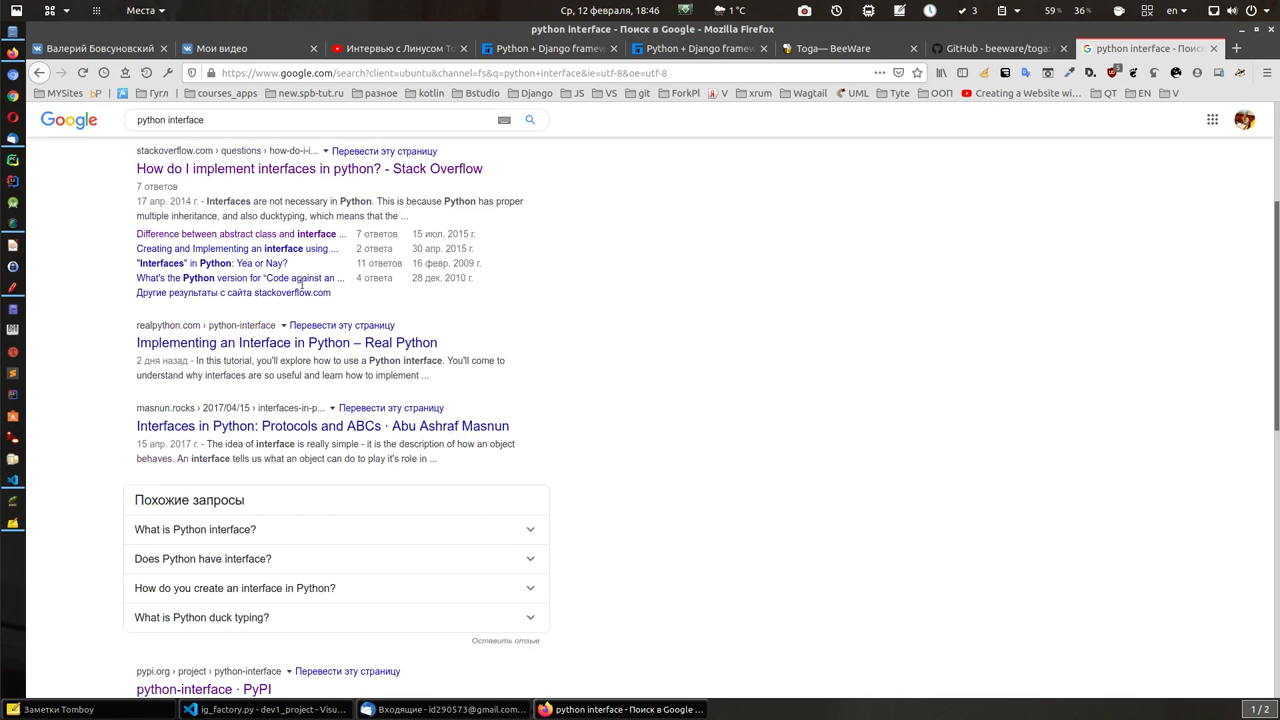 Места
Ср, 12 февраля, 18:46
1°C
3
59%
36%
en
python interface - Поиск в Google - Mozilla Firefox
Валерий Бовсуновский
Мои видео
Интервью с Линусом То
Python + Django framew
Python + Django framew
Toga — BeeWare
GitHub - beeware/toga:
python interface - Поис
https://www.google.com/search?client=ubuntu&channel=fs&q=python+interface&ie=utf-8&oe=utf-8
MYSites
bP
Гугл
courses_apps
new.spb-tut.ru
разное
kotlin
Bstudio
Django
JS
VS
git
ForkPl
V
xrum
Wagtail
UML
Tyte
ООП
Creating a Website wi...
QT
EN
V
Google
python interface
stackoverflow.com › questions › how-do-i-i... Перевести эту страницу
How do I implement interfaces in python? - Stack Overflow
7 ответов
17 апр. 2014 г. - Interfaces are not necessary in Python. This is because Python has proper
multiple inheritance, and also ducktyping, which means that the ...
Difference between abstract class and interface ... 7 ответов 15 июл. 2015 г.
Creating and Implementing an interface using ... 2 ответа 30 апр. 2015 г.
"Interfaces" in Python: Yea or Nay? 11 ответов 16 февр. 2009 г.
What's the Python version for “Code against an ... 4 ответа 28 дек. 2010 г.
Другие результаты с сайта stackoverflow.com
realpython.com › python-interface Перевести эту страницу
Implementing an Interface in Python – Real Python
2 дня назад - In this tutorial, you'll explore how to use a Python interface. You'll come to
understand why interfaces are so useful and learn how to implement ...
masnun.rocks › 2017/04/15 › interfaces-in-p... Перевести эту страницу
Interfaces in Python: Protocols and ABCs · Abu Ashraf Masnun
15 апр. 2017 г. - The idea of interface is really simple - it is the description of how an object
behaves. An interface tells us what an object can do to play it's role in ...
Похожие запросы
What is Python interface?
Does Python have interface?
How do you create an interface in Python?
What is Python duck typing?
Оставить отзыв
pypi.org › project › python-interface Перевести эту страницу
python-interface · PyPI
Заметки Tomboy
ig_factory.py - dev1_project - Visu...
Входящие - id290573@gmail.com...
python interface - Поиск в Google ...
1 / 2